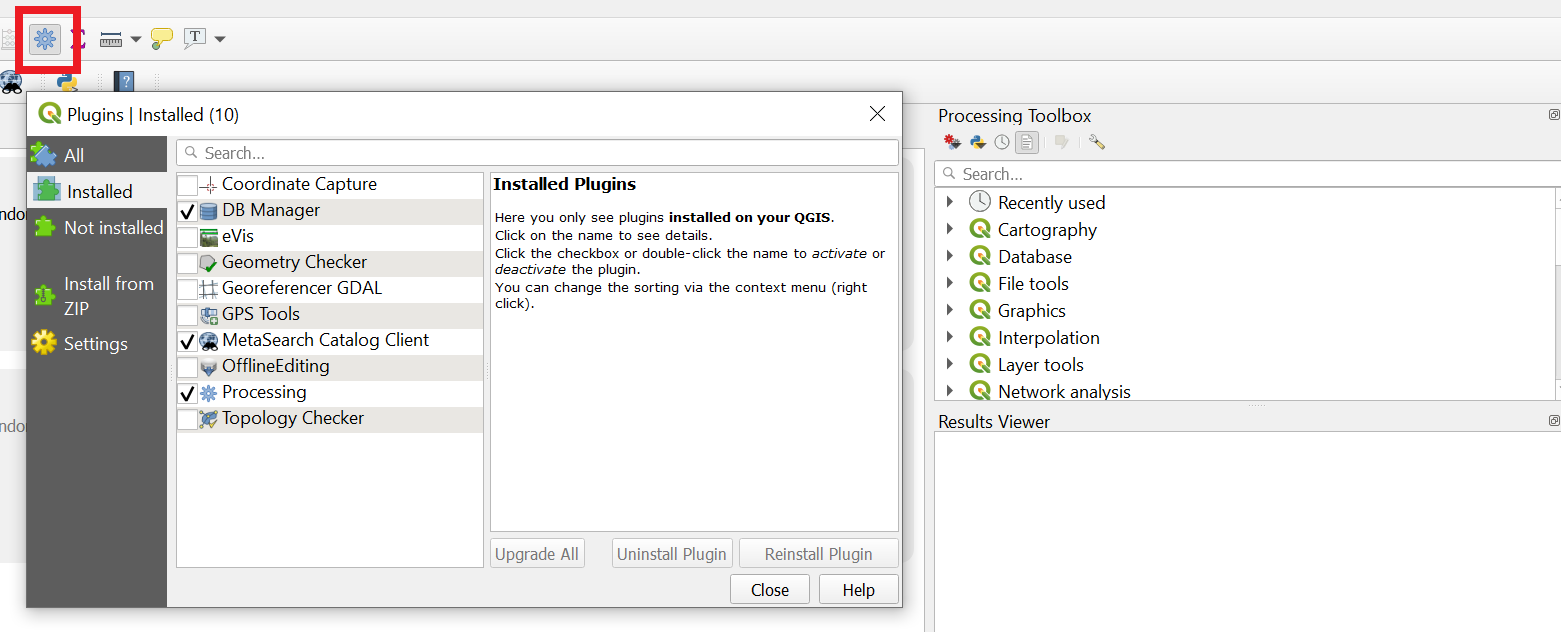 T
?
Plugins | Installed (10)
All
Installed
Not installed
Install from
ZIP
Settings
Search...
Coordinate Capture
DB Manager
eVis
Geometry Checker
Georeferencer GDAL
GPS Tools
MetaSearch Catalog Client
OfflineEditing
Processing
Topology Checker
Installed Plugins
Here you only see plugins installed on your QGIS.
Click on the name to see details.
Click the checkbox or double-click the name to activate or
deactivate the plugin.
You can change the sorting via the context menu (right
click).
Upgrade All
Uninstall Plugin
Reinstall Plugin
Close
Help
ndo
ndo
Processing Toolbox
Search...
Recently used
Cartography
Database
File tools
Graphics
Interpolation
Layer tools
Network analysis
Results Viewer